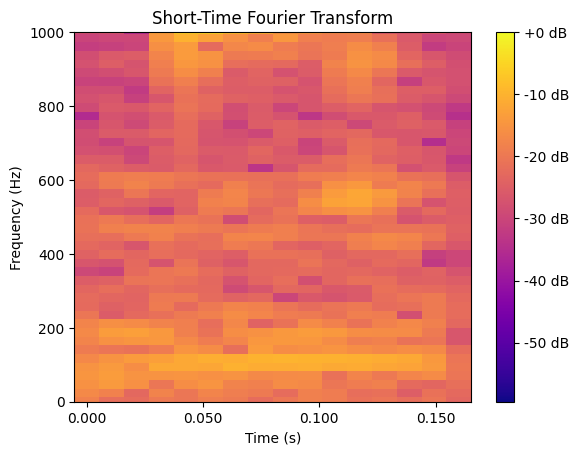 Short-Time Fourier Transform
1000
800
600
400
200
0
Frequency (Hz)
0.000
0.050
0.100
0.150
Time (s)
+0 dB
-10 dB
-20 dB
-30 dB
-40 dB
-50 dB